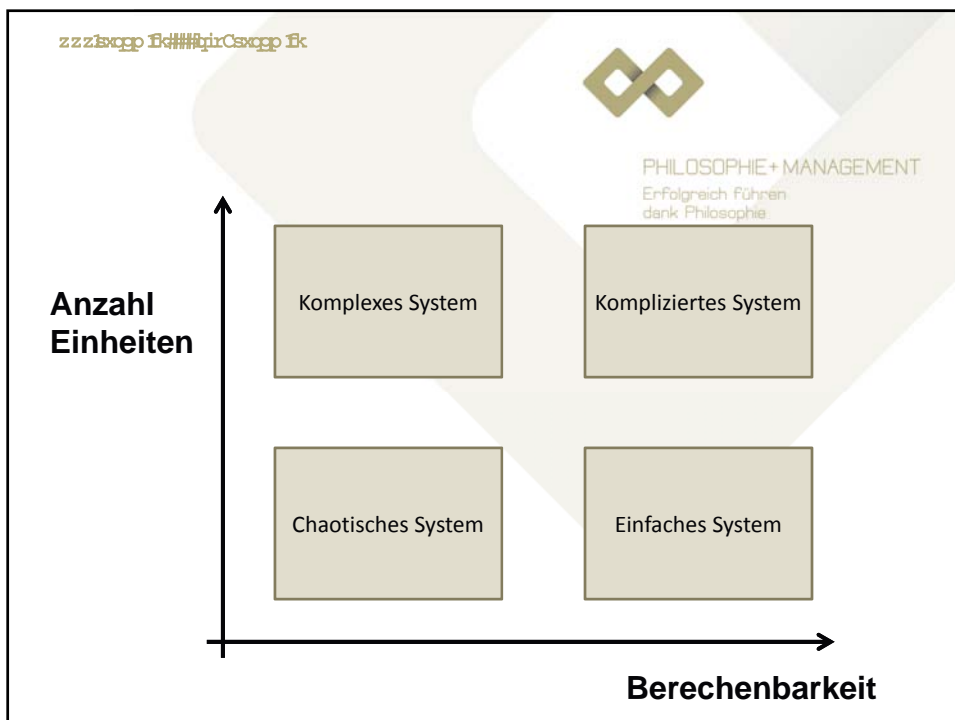 PHILOSOPHIE+MANAGEMENT
Erfolgreich führen
dank Philosophie
Anzahl
Einheiten
Komplexes System
Kompliziertes System
Chaotisches System
Einfaches System
Berechenbarkeit